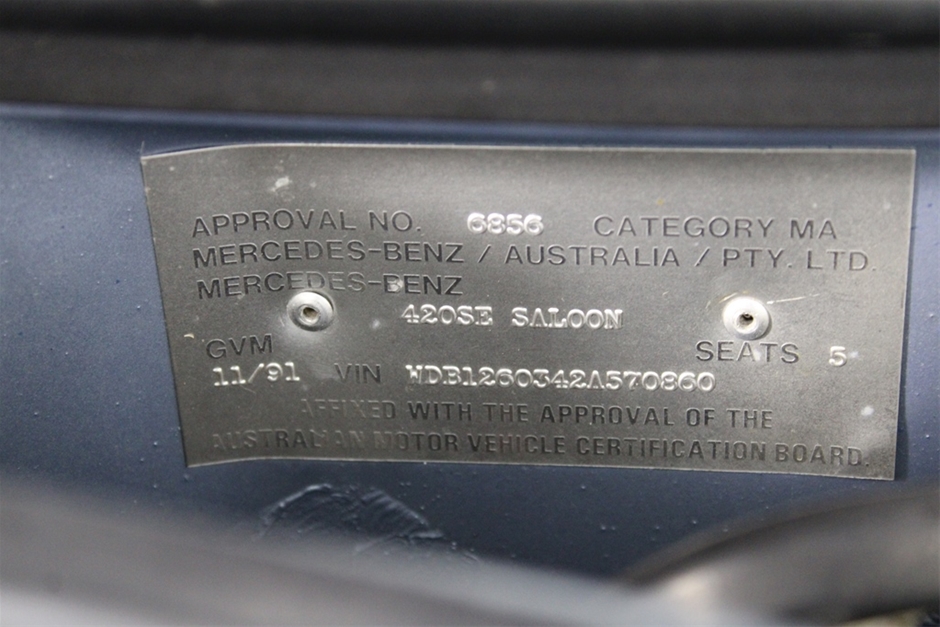 APPROVAL NO. 6856 CATEGORY MA
MERCEDES-BENZ / AUSTRALIA / PTY. LTD.
MERCEDES-BENZ
420SE SALOON
GVM SEATS 5
11/91 VIN WDB1260342A570860
AFFIXED WITH THE APPROVAL OF THE
AUSTRALIAN MOTOR VEHICLE CERTIFICATION BOARD.